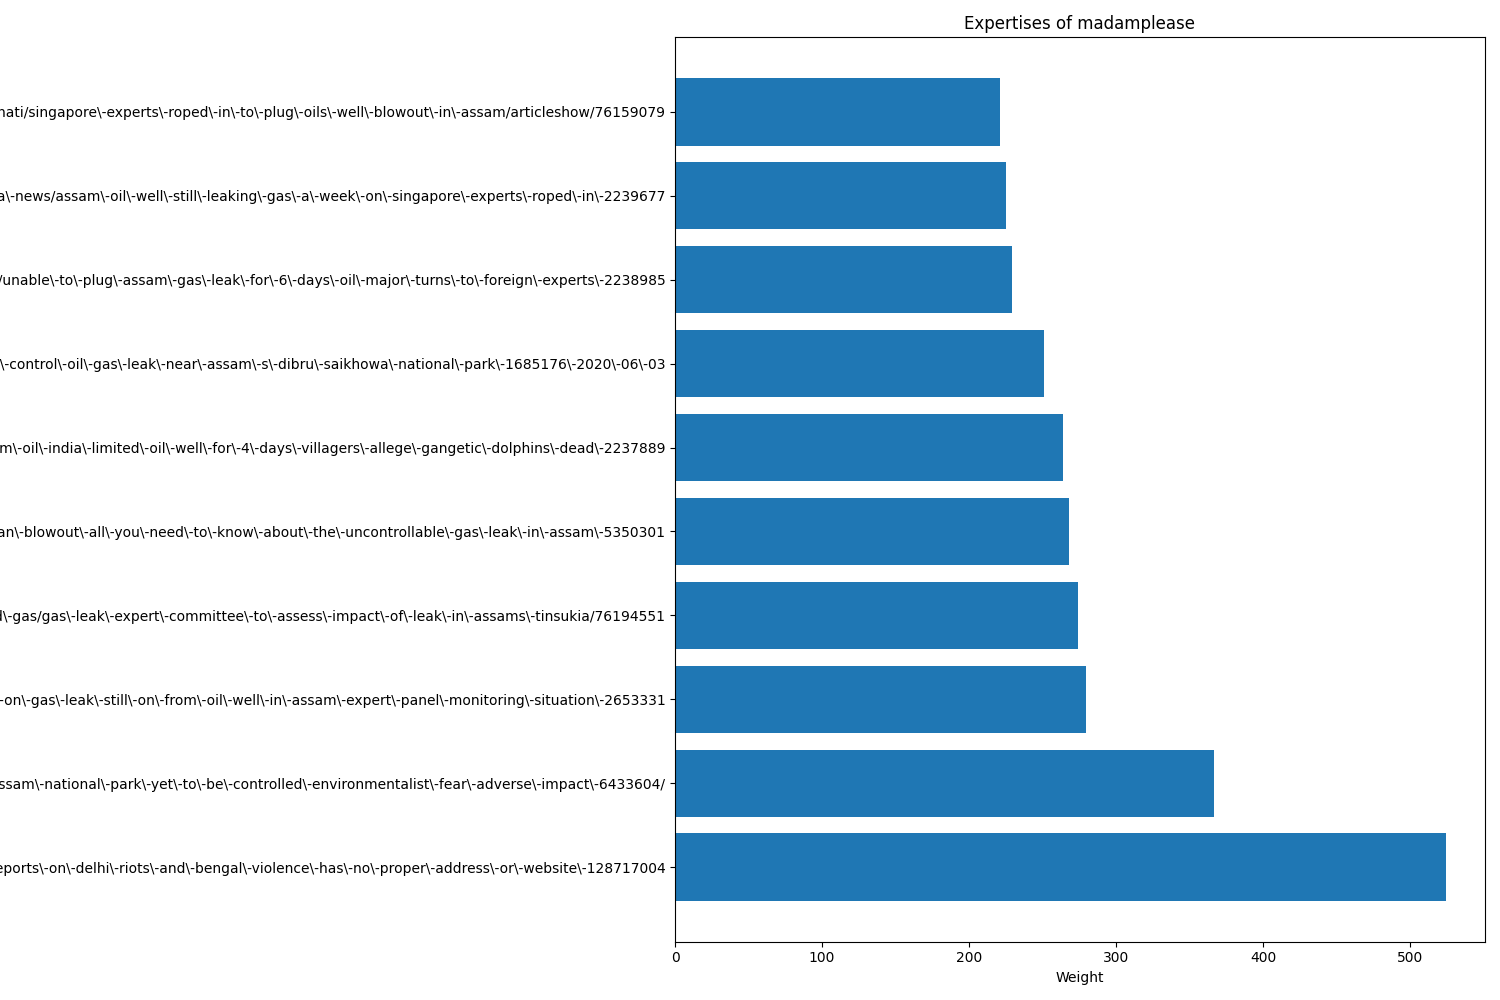 Expertises of madamplease
nati/singapore\-experts\-roped\-in\-to\-plug\-oils\-well\-blowout\-in\-assam/articleshow/76159079
a\-news/assam\-oil\-well\-still\-leaking\-gas\-a\-week\-on\-singapore\-experts\-roped\-in\-2239677
/unable\-to\-plug\-assam\-gas\-leak\-for\-6\-days\-oil\-major\-turns\-to\-foreign\-experts\-2238985
\-control\-oil\-gas\-leak\-near\-assam\-s\-dibru\-saikhowa\-national\-park\-1685176\-2020\-06\-03
m\-oil\-india\-limited\-oil\-well\-for\-4\-days\-villagers\-allege\-gangetic\-dolphins\-dead\-2237889
an\-blowout\-all\-you\-need\-to\-know\-about\-the\-uncontrollable\-gas\-leak\-in\-assam\-5350301
d\-gas/gas\-leak\-expert\-committee\-to\-assess\-impact\-of\-leak\-in\-assams\-tinsukia/76194551
-on\-gas\-leak\-still\-on\-from\-oil\-well\-in\-assam\-expert\-panel\-monitoring\-situation\-2653331
ssam\-national\-park\-yet\-to\-be\-controlled\-environmentalist\-fear\-adverse\-impact\-6433604/
eports\-on\-delhi\-riots\-and\-bengal\-violence\-has\-no\-proper\-address\-or\-website\-128717004
0 100 200 300 400 500
Weight